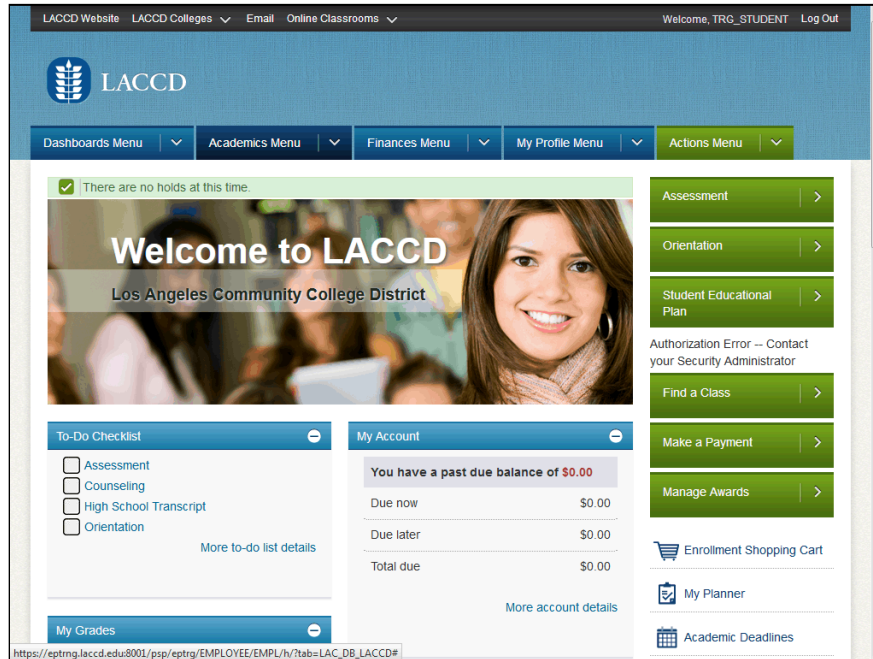 LACCD Website LACCD Colleges Email Online Classrooms Welcome, TRG_STUDENT Log Out
LACCD
Dashboards Menu Academics Menu Finances Menu My Profile Menu Actions Menu
There are no holds at this time.
Welcome to LACCD
Los Angeles Community College District
Assessment
Orientation
Student Educational
Plan
Authorization Error -- Contact
your Security Administrator
Find a Class
Make a Payment
Manage Awards
To-Do Checklist
Assessment
Counseling
High School Transcript
Orientation
More to-do list details
My Account
You have a past due balance of $0.00
Due now $0.00
Due later $0.00
Total due $0.00
More account details
Enrollment Shopping Cart
My Planner
Academic Deadlines
My Grades
https://eptrng.laccd.edu:8001/psp/eptrg/EMPLOYEE/EMPL/h/?tab=LAC_DB_LACCD#